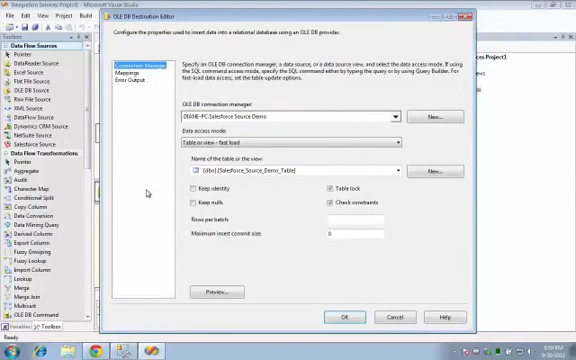 Integration Services Project1 - Microsoft Visual Studio
File Edit View Project Build
OLE DB Destination Editor
Configure the properties used to insert data into a relational database using an OLE DB provider.
Connection Manager
Mappings
Error Output
Specify an OLE DB connection manager, a data source, or a data source view, and select the data access mode. If using the SQL command access mode, specify the SQL command either by typing the query or by using Query Builder. For fast-load data access, set the table update options.
OLE DB connection manager:
DIANE-PC.Salesforce Source Demo
New...
Data access mode:
Table or view - fast load
Name of the table or the view:
[dbo].[Salesforce_Source_Demo_Table]
New...
Keep identity
Table lock
Keep nulls
Check constraints
Rows per batch:
Maximum insert commit size:
0
Preview...
OK
Cancel
Help
Toolbox
Data Flow Sources
Pointer
DataReader Source
Excel Source
Flat File Source
OLE DB Source
Raw File Source
XML Source
DataFlow Source
Dynamics CRM Source
NetSuite Source
Salesforce Source
Data Flow Transformations
Pointer
Aggregate
Audit
Character Map
Conditional Split
Copy Column
Data Conversion
Data Mining Query
Derived Column
Export Column
Fuzzy Grouping
Fuzzy Lookup
Import Column
Lookup
Merge
Merge Join
Multicast
OLE DB Command
Variables
Toolbox